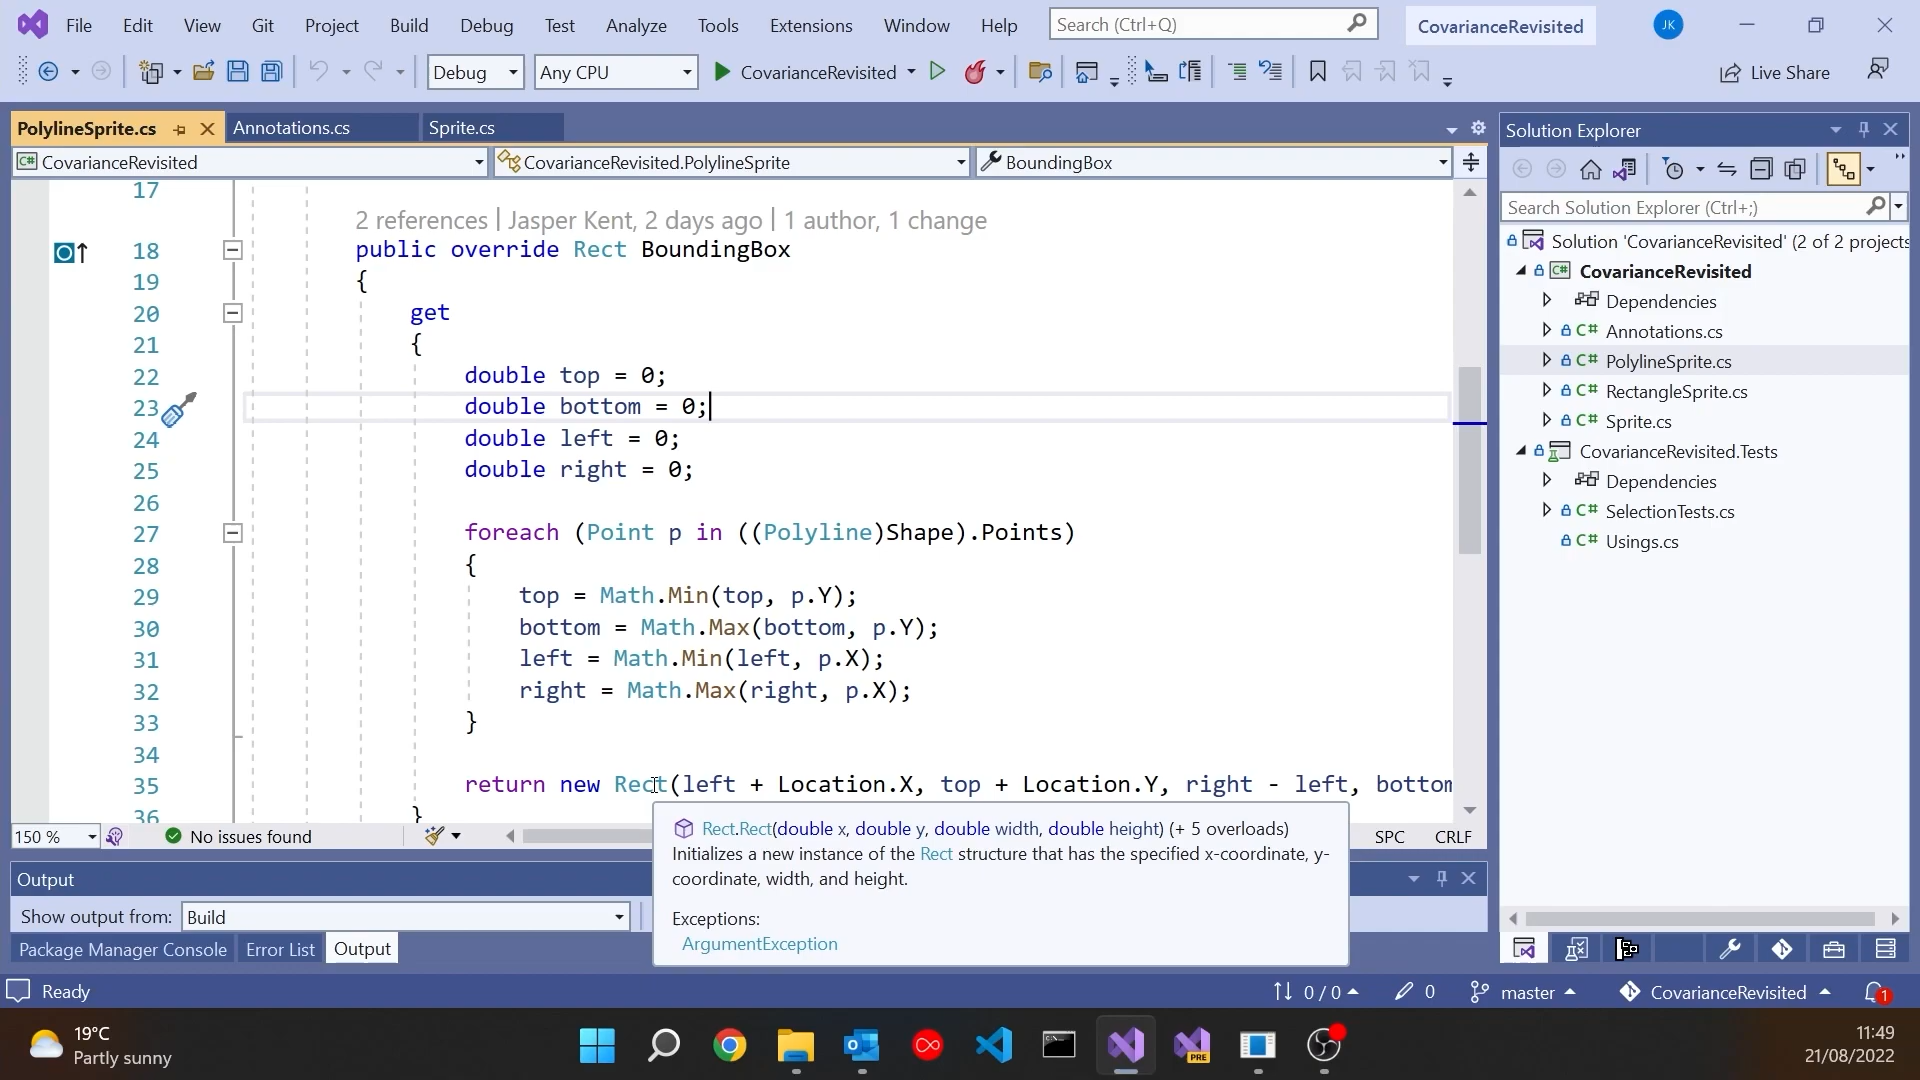 File Edit View Git Project Build Debug Test Analyze Tools Extensions Window Help Search (Ctrl+Q) CovarianceRevisited JK
Debug Any CPU CovarianceRevisited Live Share
PolylineSprite.cs Annotations.cs Sprite.cs
CovarianceRevisited CovarianceRevisited.PolylineSprite BoundingBox
17
2 references | Jasper Kent, 2 days ago | 1 author, 1 change
18 public override Rect BoundingBox
19 {
20 get
21 {
22 double top = 0;
23 double bottom = 0;
24 double left = 0;
25 double right = 0;
26
27 foreach (Point p in ((Polyline)Shape).Points)
28 {
29 top = Math.Min(top, p.Y);
30 bottom = Math.Max(bottom, p.Y);
31 left = Math.Min(left, p.X);
32 right = Math.Max(right, p.X);
33 }
34
35 return new Rect(left + Location.X, top + Location.Y, right - left, bottom
36 }
150 % No issues found SPC CRLF
Rect.Rect(double x, double y, double width, double height) (+ 5 overloads)
Initializes a new instance of the Rect structure that has the specified x-coordinate, y-
coordinate, width, and height.
Exceptions:
ArgumentException
Output
Show output from: Build
Package Manager Console Error List Output
Solution Explorer
Search Solution Explorer (Ctrl+;)
Solution 'CovarianceRevisited' (2 of 2 projects
C# CovarianceRevisited
Dependencies
C# Annotations.cs
C# PolylineSprite.cs
C# RectangleSprite.cs
C# Sprite.cs
CovarianceRevisited.Tests
Dependencies
C# SelectionTests.cs
C# Usings.cs
Ready 0 / 0 0 master CovarianceRevisited 1
19°C
Partly sunny
PRE
11:49
21/08/2022